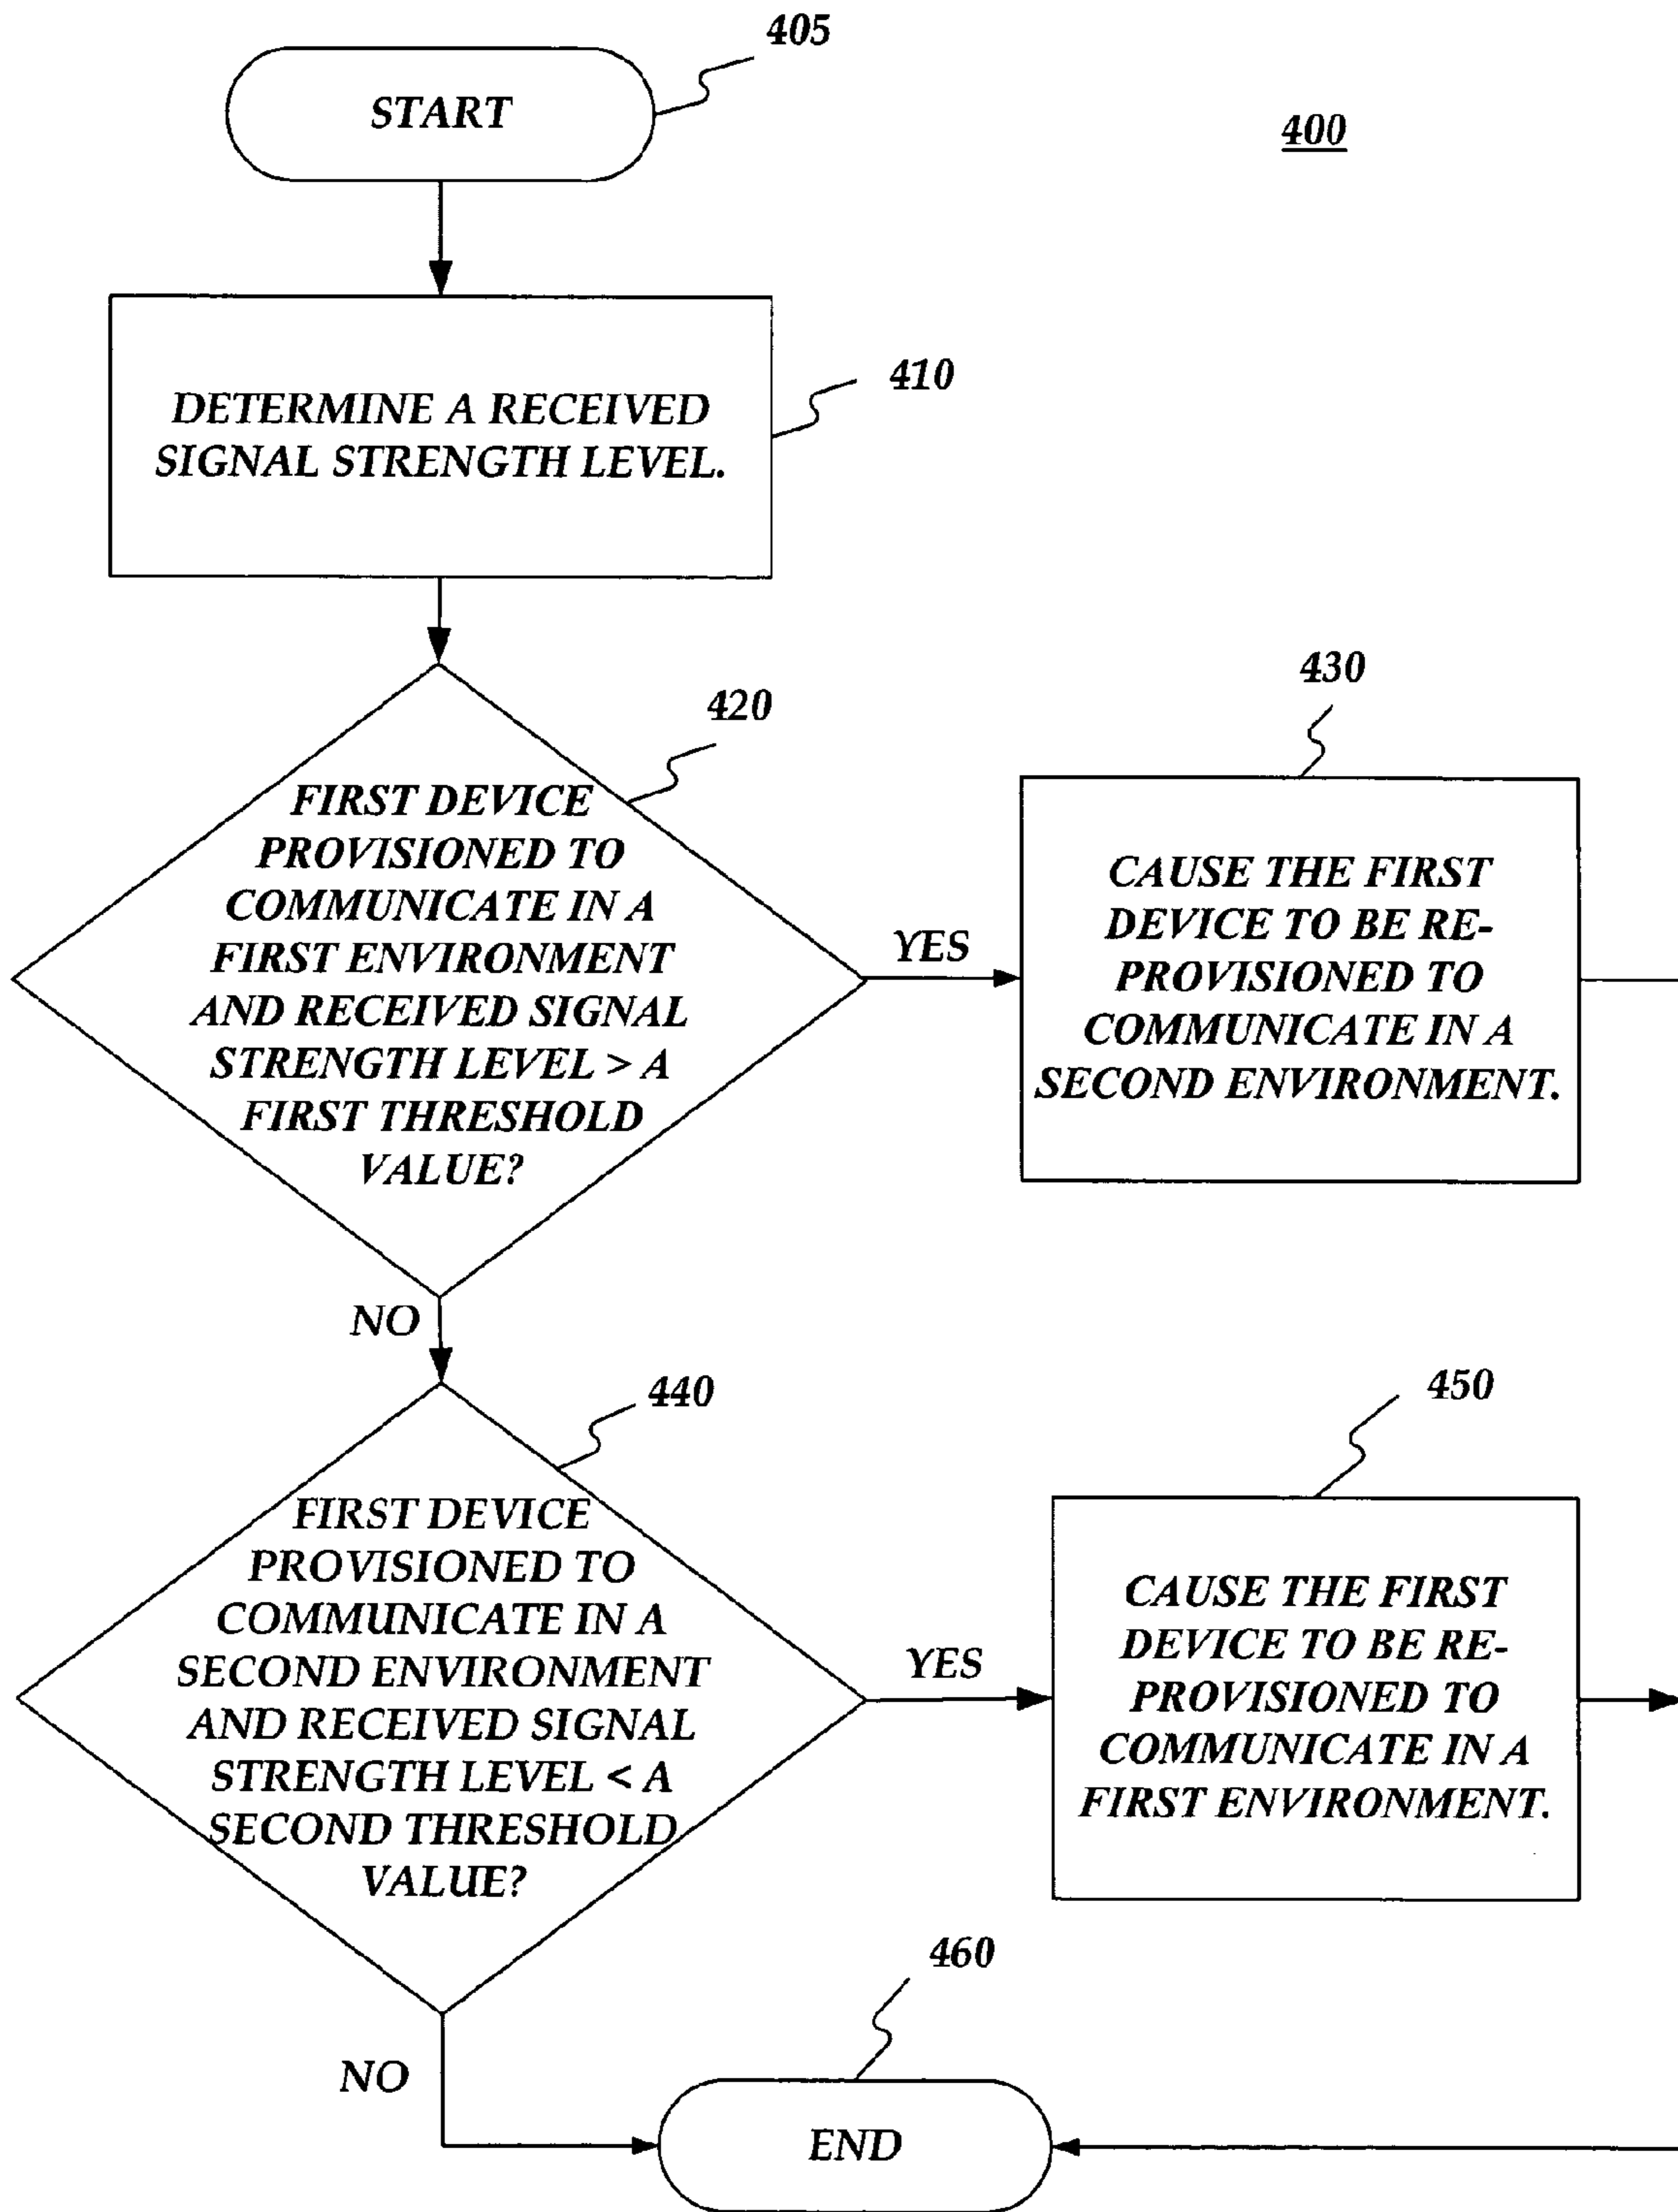 405
START
400
410
DETERMINE A RECEIVED
SIGNAL STRENGTH LEVEL.
420
FIRST DEVICE
PROVISIONED TO
COMMUNICATE IN A
FIRST ENVIRONMENT
AND RECEIVED SIGNAL
STRENGTH LEVEL > A
FIRST THRESHOLD
VALUE?
YES
430
CAUSE THE FIRST
DEVICE TO BE RE-
PROVISIONED TO
COMMUNICATE IN A
SECOND ENVIRONMENT.
NO
440
FIRST DEVICE
PROVISIONED TO
COMMUNICATE IN A
SECOND ENVIRONMENT
AND RECEIVED SIGNAL
STRENGTH LEVEL < A
SECOND THRESHOLD
VALUE?
YES
450
CAUSE THE FIRST
DEVICE TO BE RE-
PROVISIONED TO
COMMUNICATE IN A
FIRST ENVIRONMENT.
NO
460
END